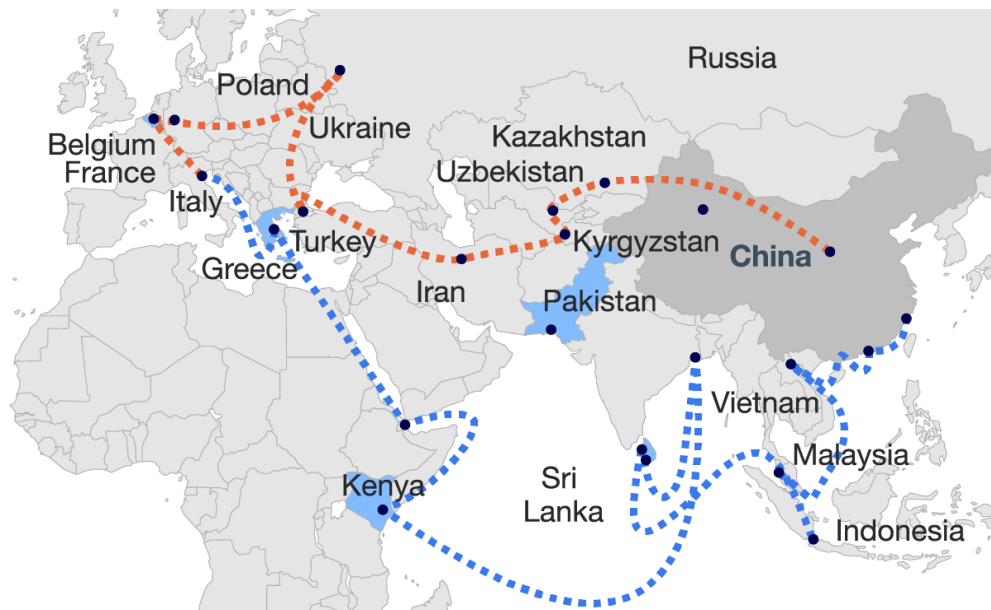 Russia
Poland
Ukraine
Kazakhstan
Belgium
France
Uzbekistan
Italy
Turkey
Kyrgyzstan
China
Greece
Iran
Pakistan
Vietnam
Malaysia
Kenya
Sri
Lanka
Indonesia